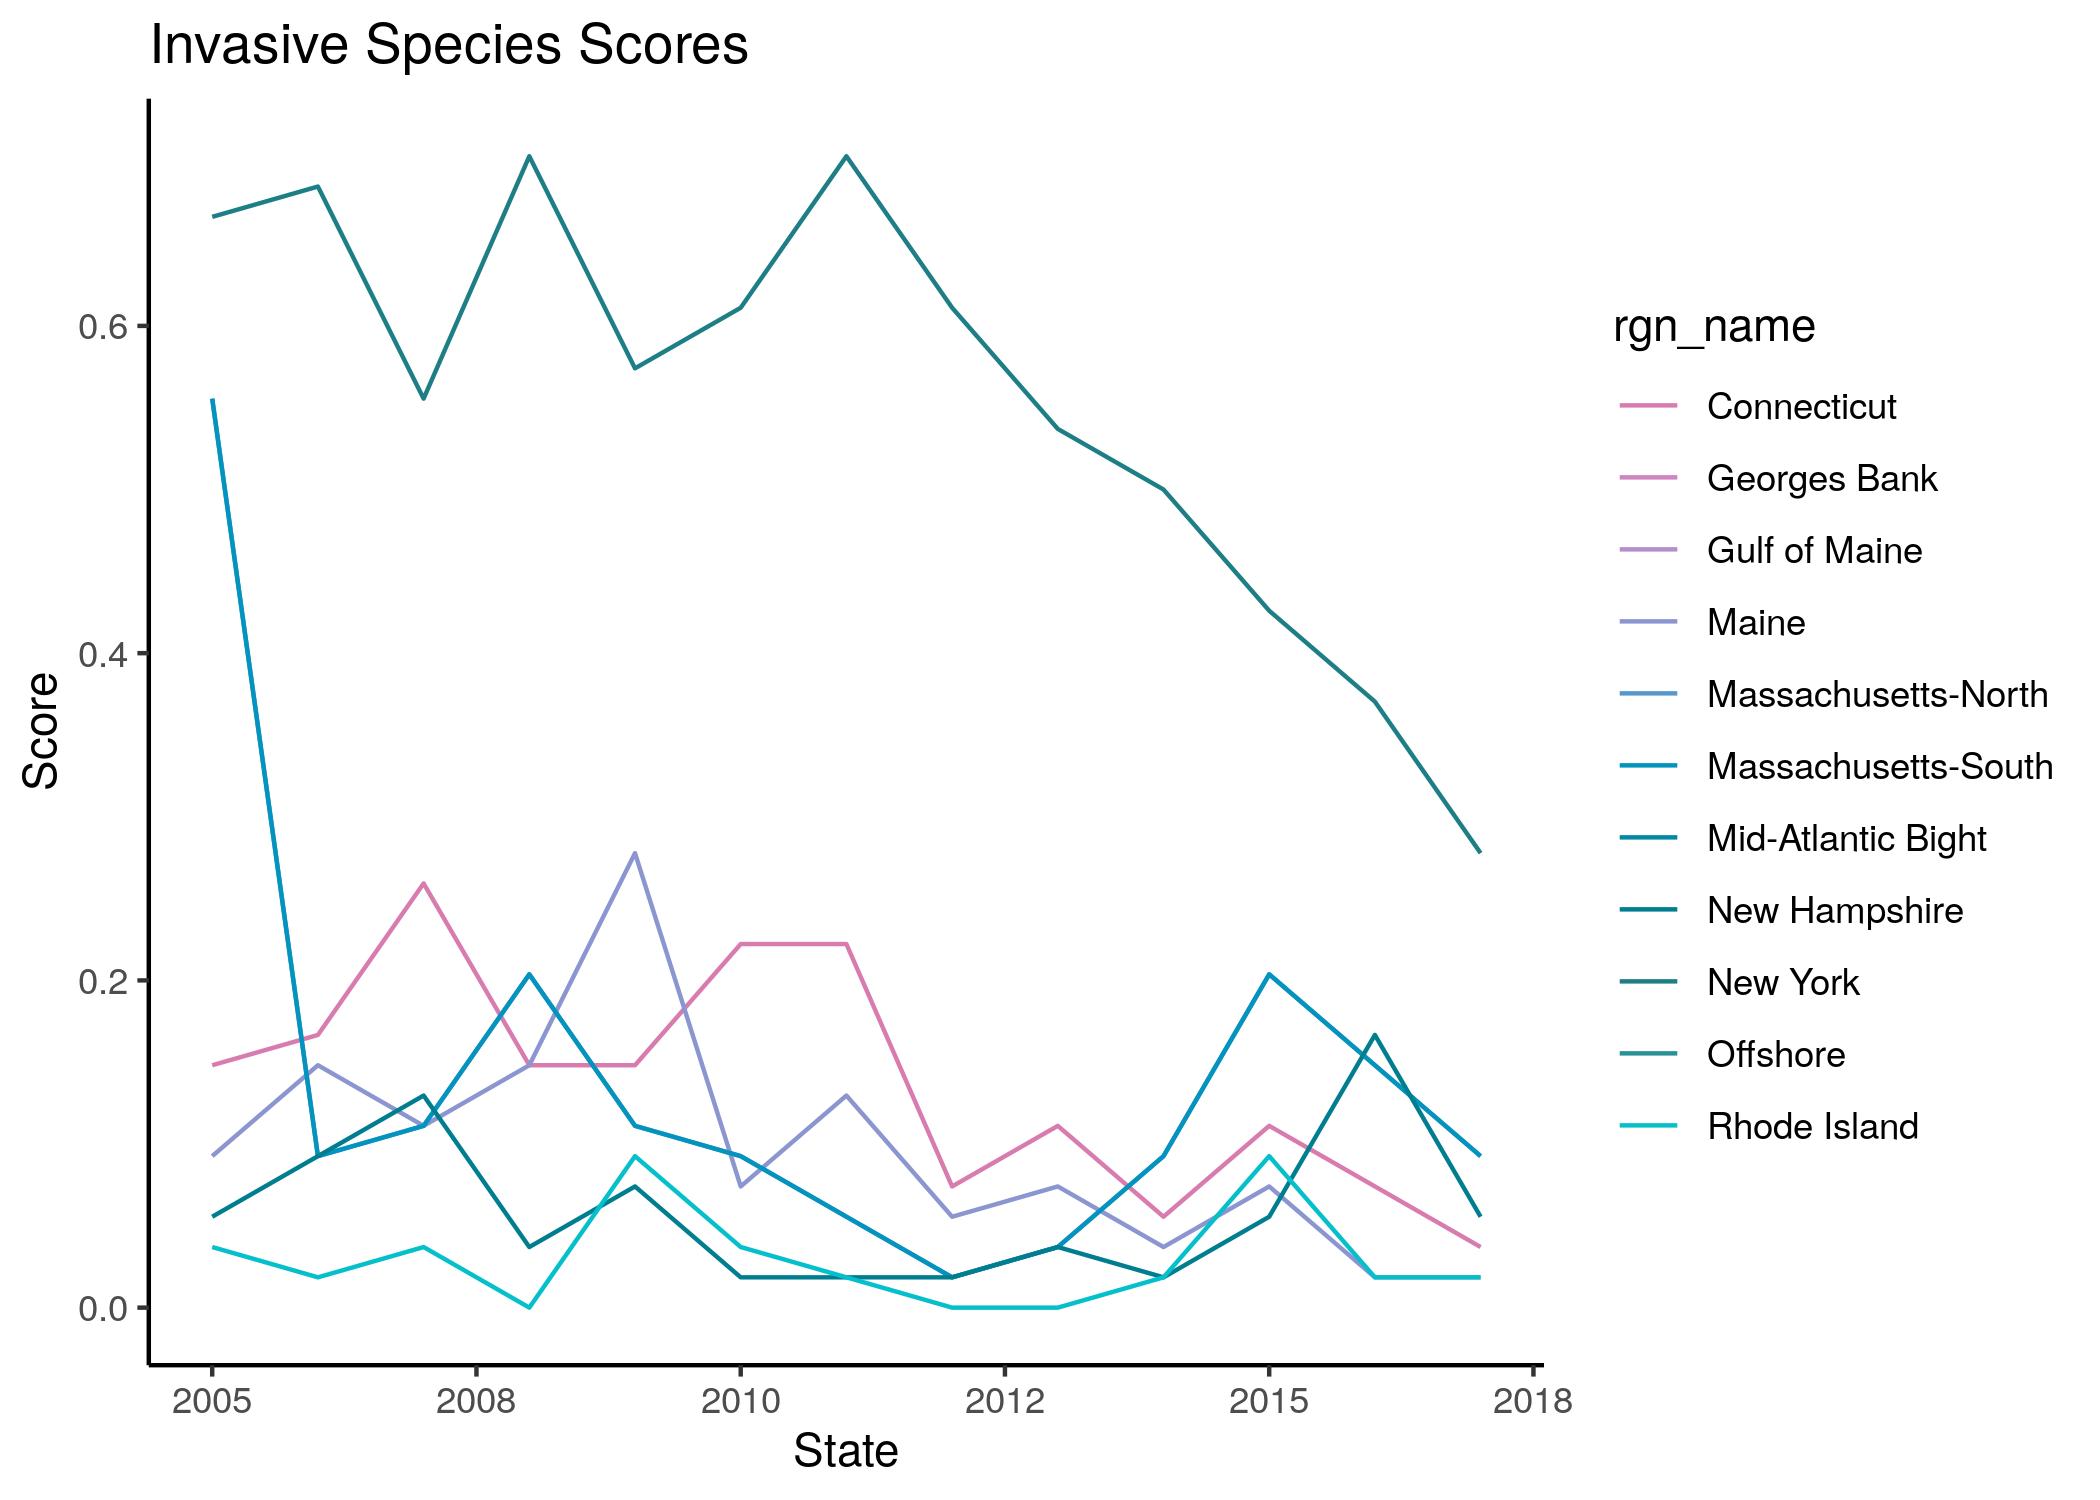 Invasive Species Scores
0.6
0.4
0.2
0.0
Score
2005 2008 2010 2012 2015 2018
State
rgn_name
Connecticut
Georges Bank
Gulf of Maine
Maine
Massachusetts-North
Massachusetts-South
Mid-Atlantic Bight
New Hampshire
New York
Offshore
Rhode Island